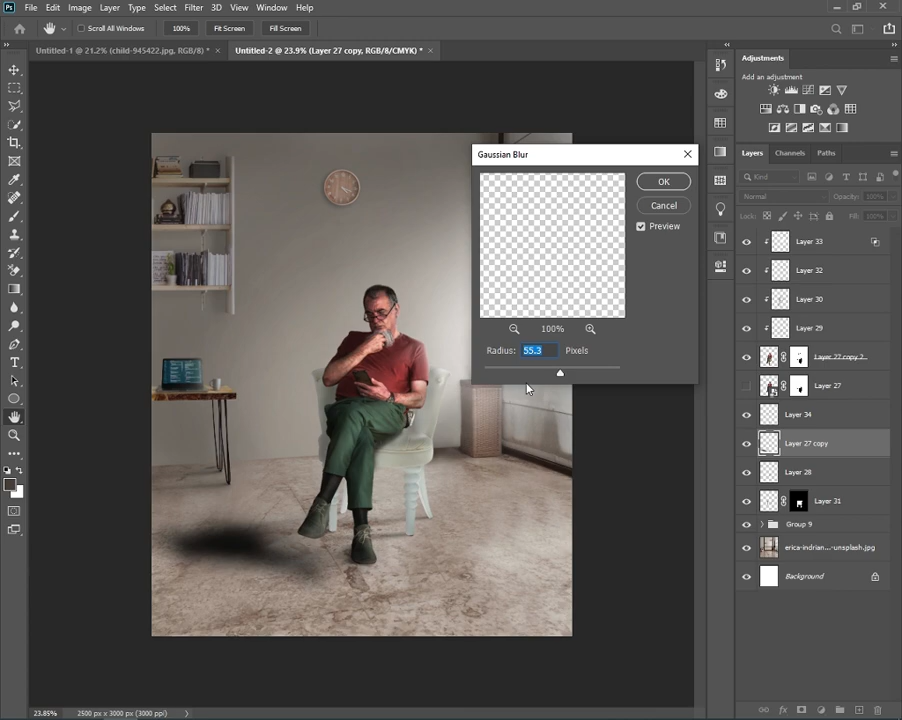 Ps File Edit Image Layer Type Select Filter 3D View Window Help
Scroll All Windows 100% Fit Screen Fill Screen
Untitled-1 @ 21.2% (child-945422.jpg, RGB/8) * × Untitled-2 @ 23.9% (Layer 27 copy, RGB/8/CMYK) * ×
Adjustments
Add an adjustment
Layers Channels Paths
Kind
Normal Opacity: 100%
Lock: Fill: 100%
Layer 33
Layer 32
Layer 30
Layer 29
Layer 27 copy 2
Layer 27
Layer 34
Layer 27 copy
Layer 28
Layer 31
Group 9
erica-indrian...-unsplash.jpg
Background
Gaussian Blur
OK
Cancel
Preview
100%
Radius: 55.3 Pixels
23.85% 2500 px x 3000 px (3000 ppi)